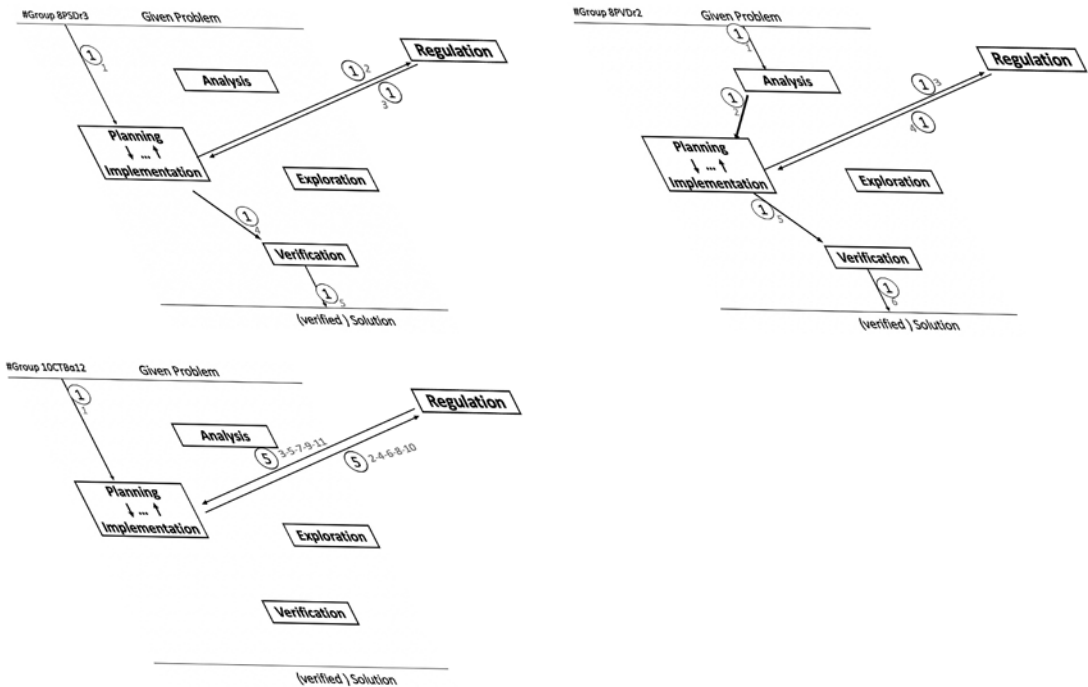 #Group 8PSDr3
Given Problem
1
1
Regulation
1
2
1
3
Analysis
Planning
↓ ... ↑
Implementation
Exploration
1
4
Verification
1
5
(verified ) Solution
#Group 8PVDr2
Given Problem
1
1
Regulation
Analysis
1
2
1
3
1
4
Planning
↓ ... ↑
Implementation
Exploration
1
5
Verification
1
6
(verified ) Solution
#Group 10CTBa12
Given Problem
1
1
Regulation
Analysis
5
3-5-7-9-11
5
2-4-6-8-10
Planning
↓ ... ↑
Implementation
Exploration
Verification
(verified ) Solution